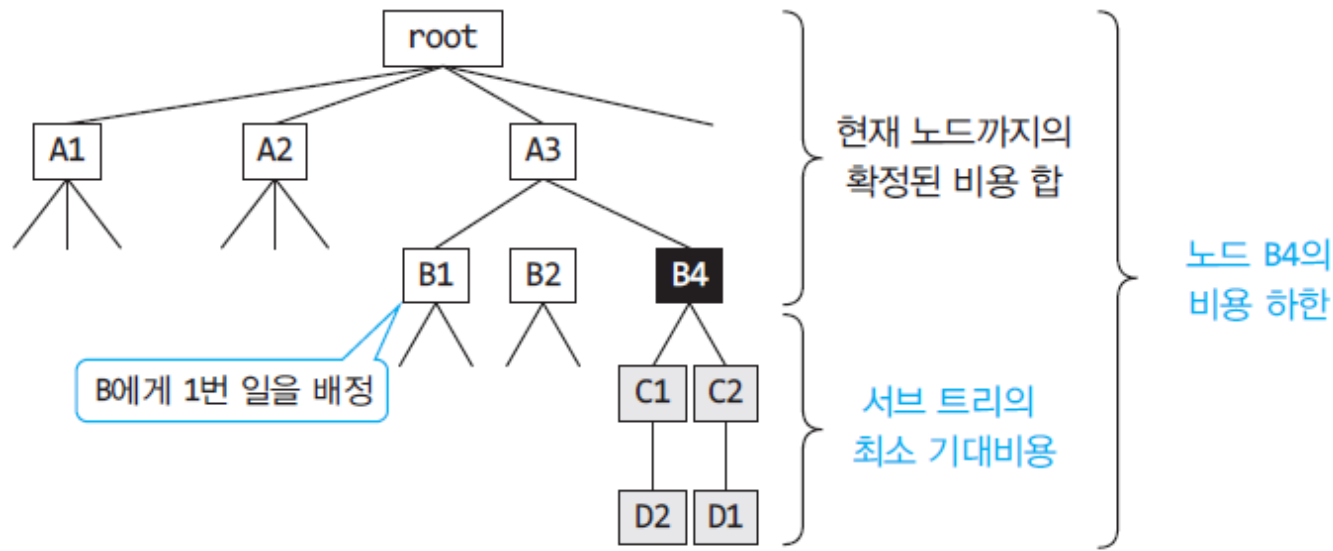 root
A1
A2
A3
현재 노드까지의
확정된 비용 합
B1
B2
B4
노드 B4의
비용 하한
B에게 1번 일을 배정
C1
C2
서브 트리의
최소 기대비용
D2
D1